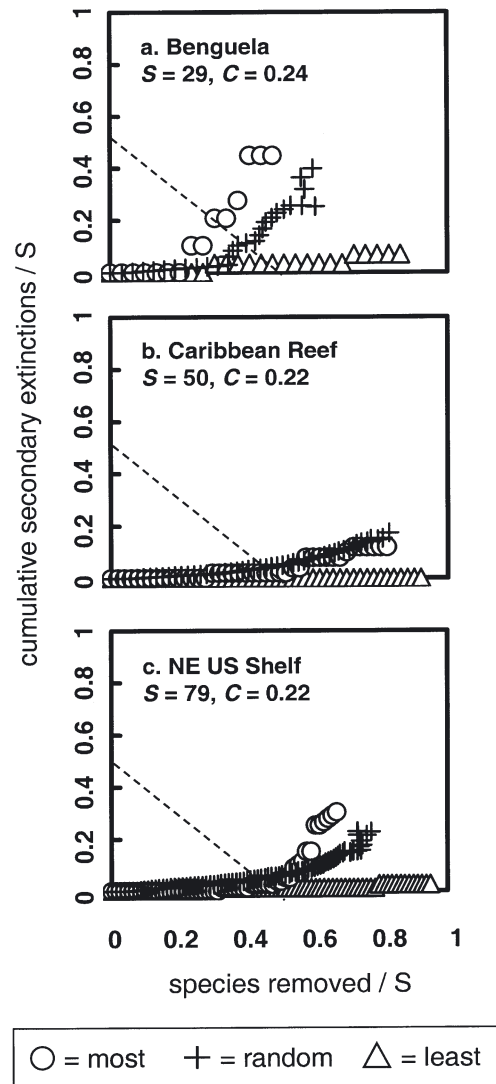 a. Benguela
S = 29, C = 0.24
0 0.2 0.4 0.6 0.8 1
b. Caribbean Reef
S = 50, C = 0.22
0 0.2 0.4 0.6 0.8 1
c. NE US Shelf
S = 79, C = 0.22
0 0.2 0.4 0.6 0.8 1
cumulative secondary extinctions / S
0 0.2 0.4 0.6 0.8 1
species removed / S
= most = random = least